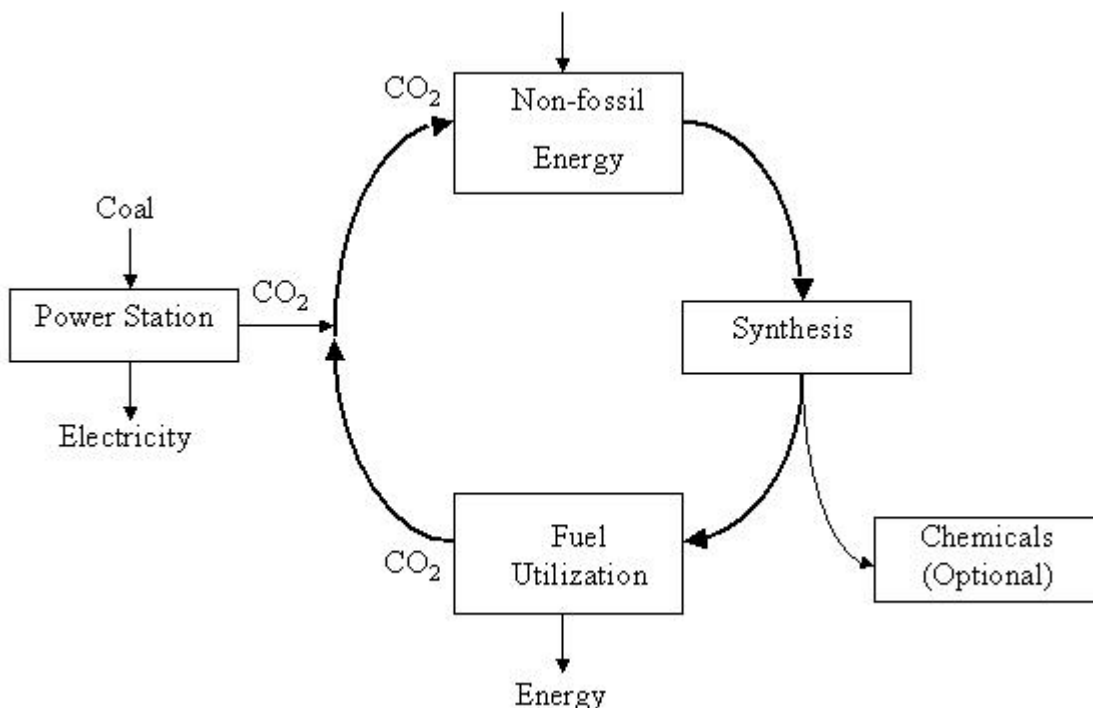 CO2
Non-fossil
Energy
Coal
CO2
Power Station
Synthesis
Electricity
Fuel
Utilization
CO2
Chemicals
(Optional)
Energy